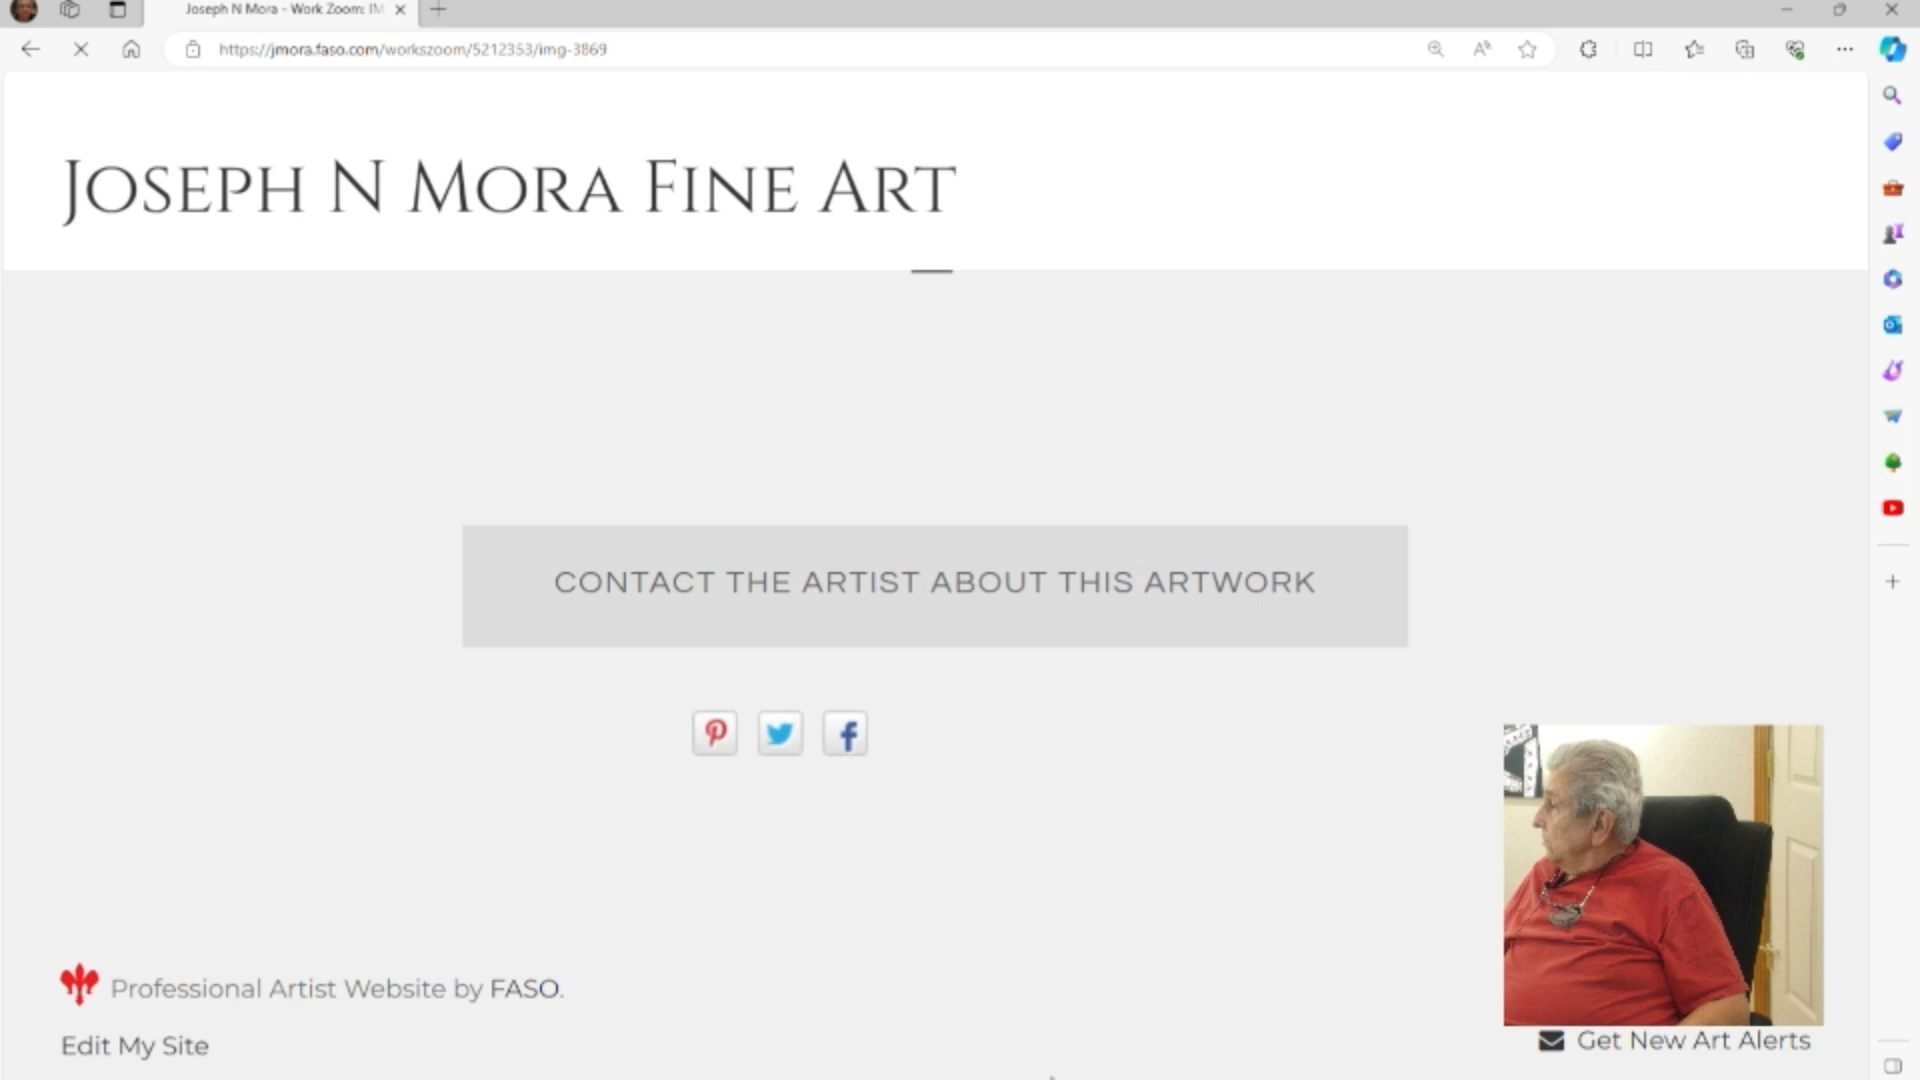 Joseph N Mora - Work Zoom: IM
https://jmora.faso.com/workszoom/5212353/img-3869
Joseph N Mora Fine Art
CONTACT THE ARTIST ABOUT THIS ARTWORK
Professional Artist Website by FASO.
Edit My Site
Get New Art Alerts